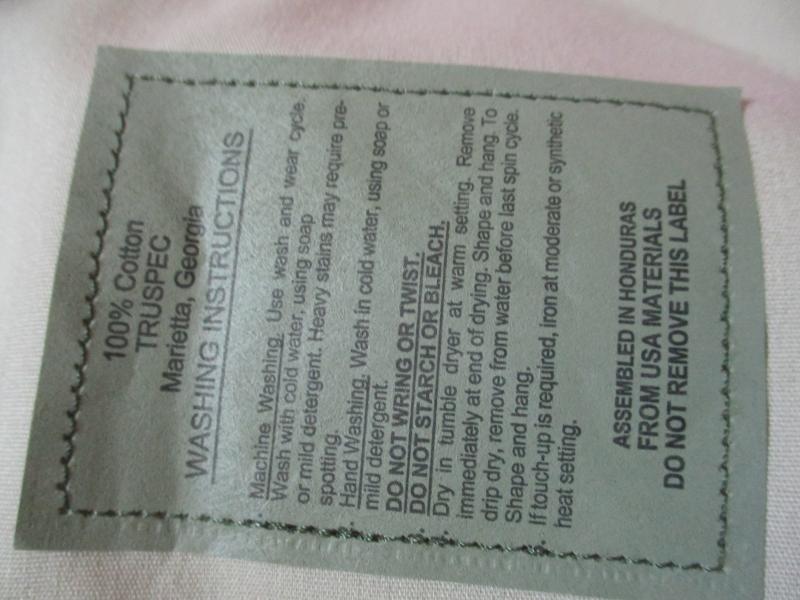 100% Cotton
TRUSPEC
Marietta, Georgia
WASHING INSTRUCTIONS
Machine Washing. Use wash and wear cycle.
Wash with cold water, using soap
or mild detergent. Heavy stains may require pre-
spotting.
Hand Washing. Wash in cold water, using soap or
mild detergent.
DO NOT WRING OR TWIST.
DO NOT STARCH OR BLEACH.
Dry in tumble dryer at warm setting. Remove
immediately at end of drying. Shape and hang. To
drip dry, remove from water before last spin cycle.
Shape and hang.
If touch-up is required, iron at moderate or synthetic
heat setting.
ASSEMBLED IN HONDURAS
FROM USA MATERIALS
DO NOT REMOVE THIS LABEL